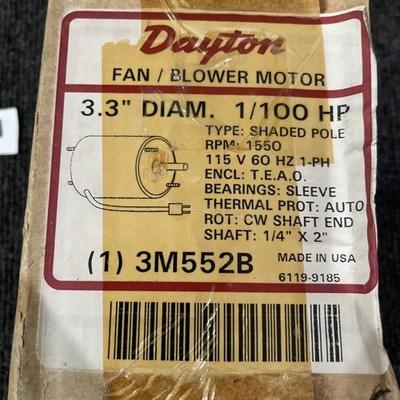 Dayton
FAN / BLOWER MOTOR
3.3" DIAM. 1/100 HP
TYPE: SHADED POLE
RPM: 1550
115 V 60 HZ 1-PH
ENCL: T.E.A.O.
BEARINGS: SLEEVE
THERMAL PROT: AUTO
ROT: CW SHAFT END
SHAFT: 1/4" X 2"
(1) 3M552B
MADE IN USA
6119-9185